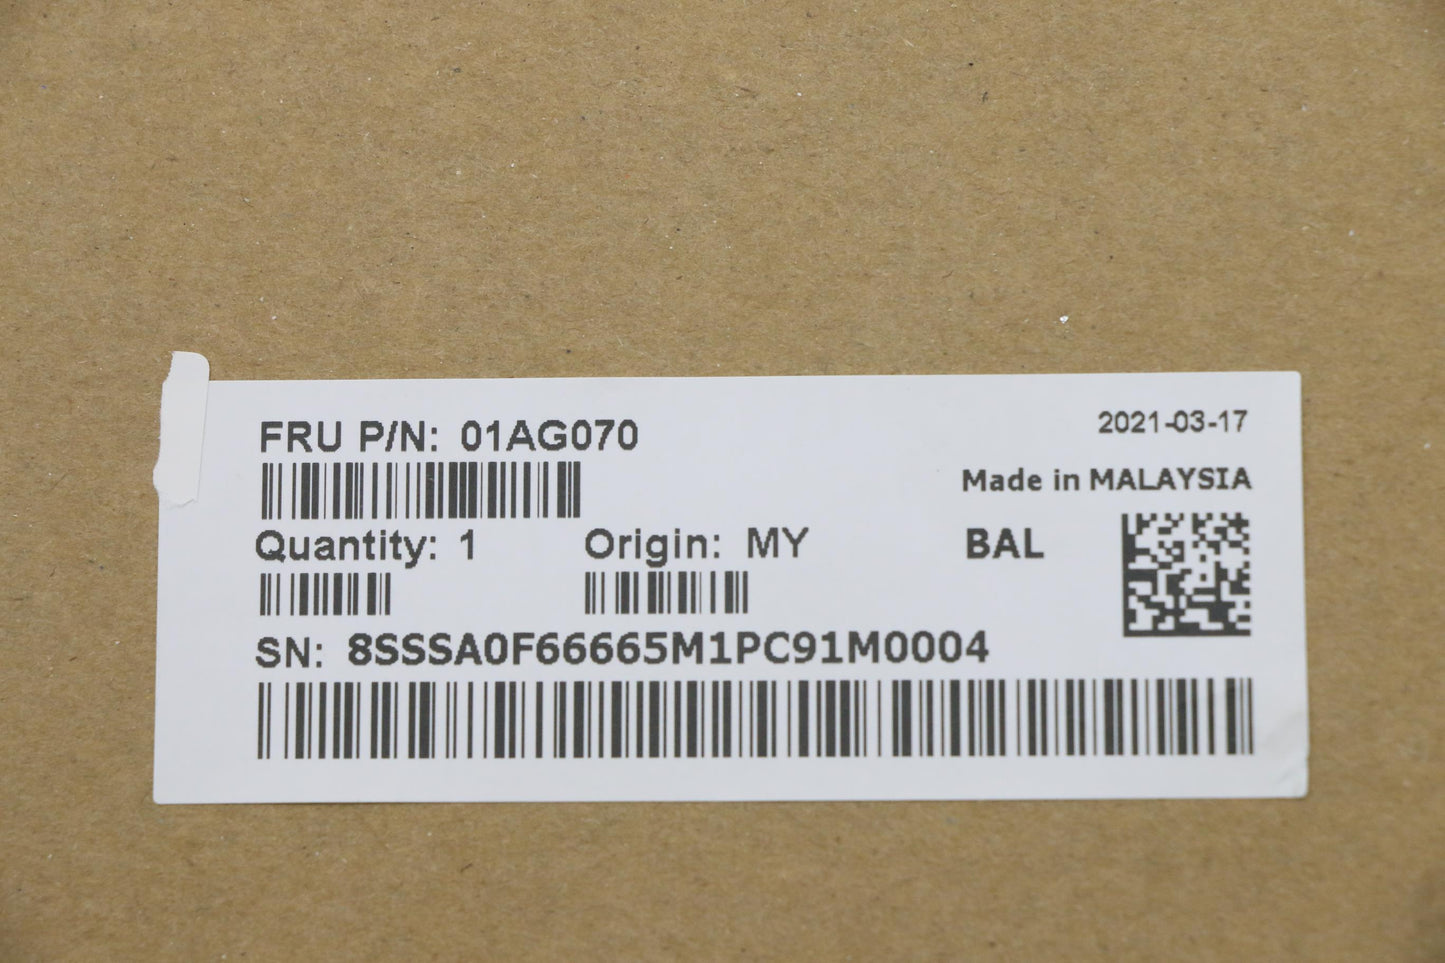 FRU P/N: 01AG070
2021-03-17
Made in MALAYSIA
Quantity: 1
Origin: MY
BAL
SN: 8SSSA0F66665M1PC91M0004